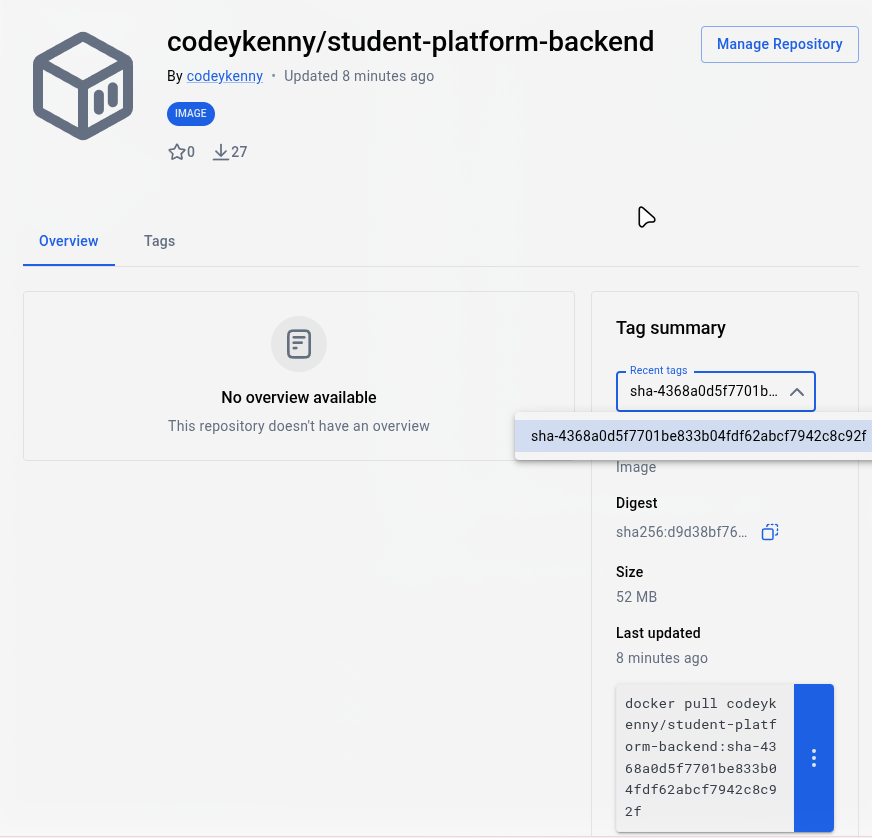 codeykenny/student-platform-backend
Manage Repository
By codeykenny • Updated 8 minutes ago
IMAGE
0 27
Overview Tags
No overview available
This repository doesn't have an overview
Tag summary
Recent tags
sha-4368a0d5f7701b...
sha-4368a0d5f7701be833b04fdf62abcf7942c8c92f
Image
Digest
sha256:d9d38bf76...
Size
52 MB
Last updated
8 minutes ago
docker pull codeyk
enny/student-platf
orm-backend:sha-43
68a0d5f7701be833b0
4fdf62abcf7942c8c9
2f